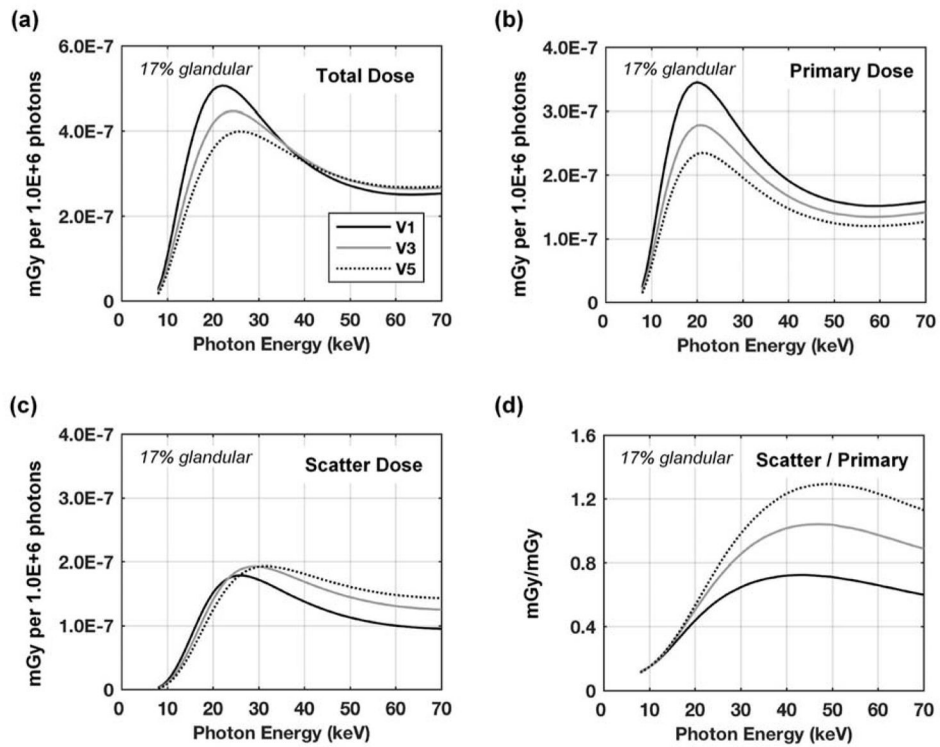 (a)
17% glandular
Total Dose
mGy per 1.0E+6 photons
6.0E-7
4.0E-7
2.0E-7
0
V1
V3
V5
0 10 20 30 40 50 60 70
Photon Energy (keV)
(b)
17% glandular
Primary Dose
mGy per 1.0E+6 photons
4.0E-7
3.0E-7
2.0E-7
1.0E-7
0
0 10 20 30 40 50 60 70
Photon Energy (keV)
(c)
17% glandular
Scatter Dose
mGy per 1.0E+6 photons
4.0E-7
3.0E-7
2.0E-7
1.0E-7
0
0 10 20 30 40 50 60 70
Photon Energy (keV)
(d)
17% glandular
Scatter / Primary
mGy/mGy
1.6
1.2
0.8
0.4
0
0 10 20 30 40 50 60 70
Photon Energy (keV)